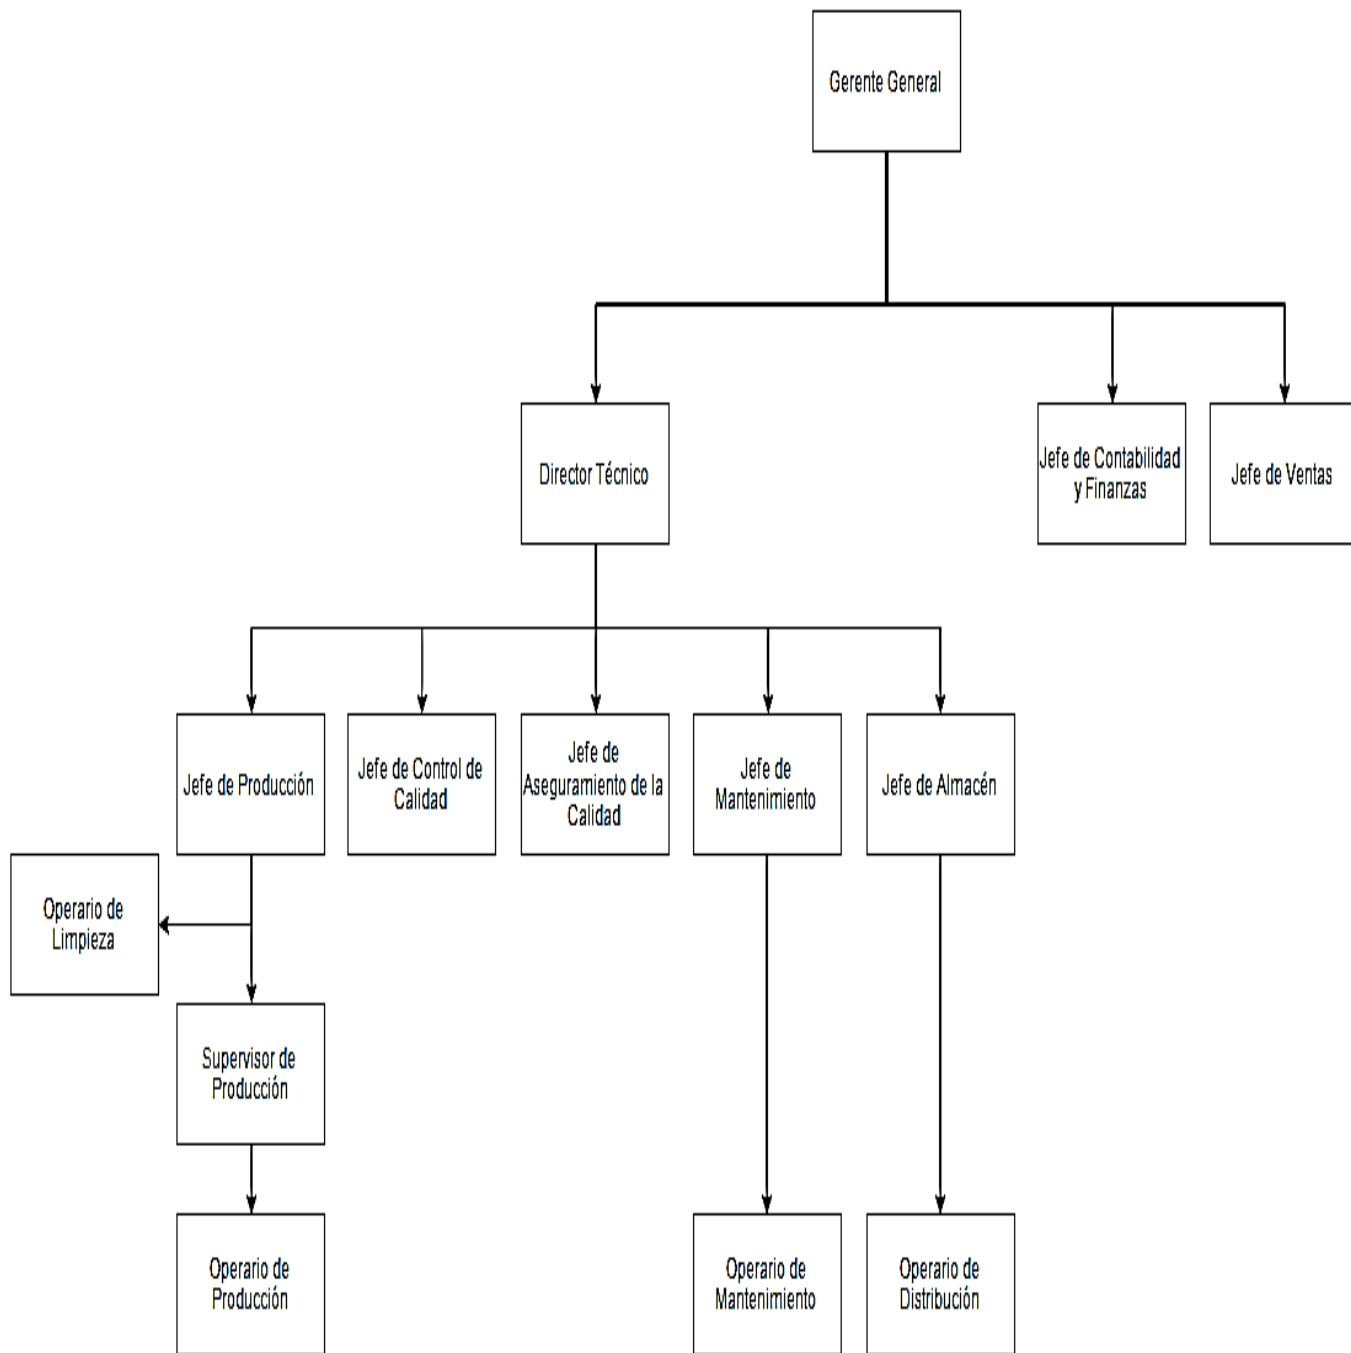 Gerente General
Director Técnico
Jefe de Contabilidad
y Finanzas
Jefe de Ventas
Jefe de Producción
Jefe de Control de
Calidad
Jefe de
Aseguramiento de la
Calidad
Jefe de
Mantenimiento
Jefe de Almacén
Operario de
Limpieza
Supervisor de
Producción
Operario de
Producción
Operario de
Mantenimiento
Operario de
Distribución